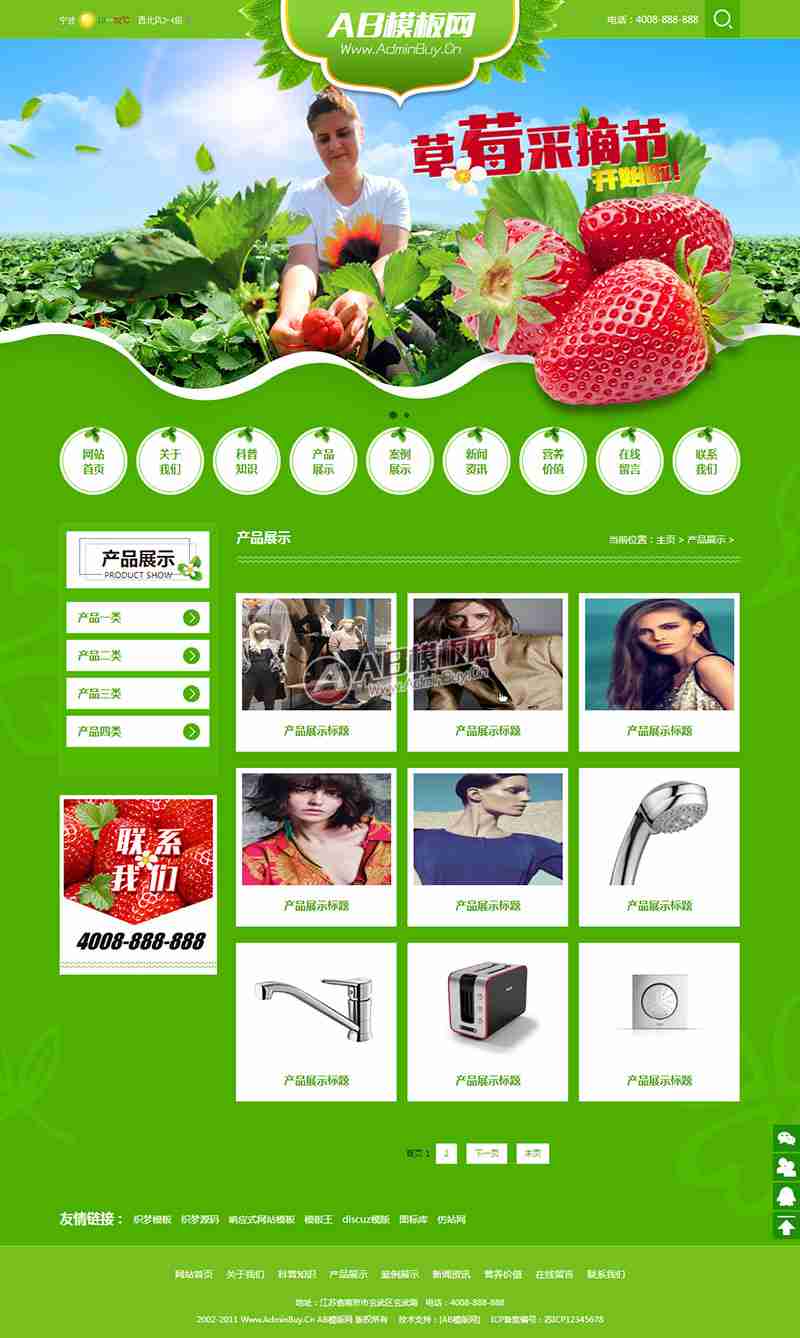 宁波
西北风3-4级
AB模板网
Www.AdminBuy.Cn
电话：4008-888-888
草莓采摘节
开始啦!
网站首页
关于我们
科普知识
产品展示
案例展示
新闻资讯
营养价值
在线留言
联系我们
产品展示
PRODUCT SHOW
产品一类
产品二类
产品三类
产品四类
联系
我们
4008-888-888
产品展示
当前位置：主页 > 产品展示 >
AB模板网
Www.AdminBuy.Cn
产品展示标题
产品展示标题
产品展示标题
产品展示标题
产品展示标题
产品展示标题
产品展示标题
产品展示标题
产品展示标题
首页 1 2 下一页 末页
友情链接： 织梦模板 织梦源码 响应式网站模板 模板王 discuz模版 图标库 仿站网
网站首页 关于我们 科普知识 产品展示 案例展示 新闻资讯 营养价值 在线留言 联系我们
地址：江苏省南京市玄武区玄武湖 电话：4008-888-888
2002-2011 Www.AdminBuy.Cn AB模板网 版权所有 技术支持：[AB模板网] ICP备案编号：苏ICP12345678